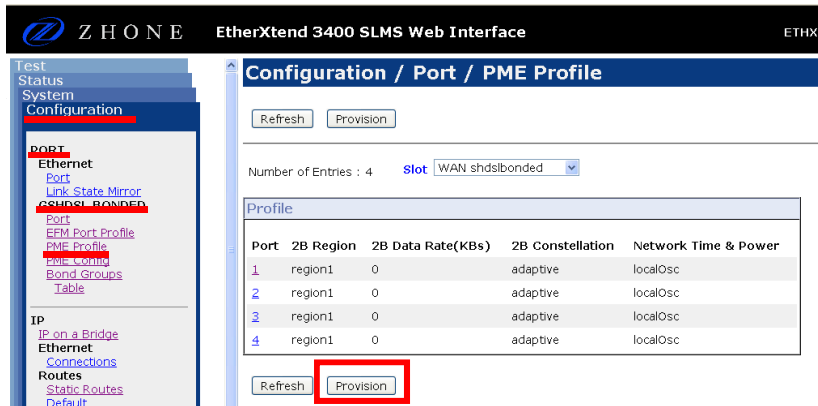 ZHONE
EtherXtend 3400 SLMS Web Interface
ETHX
Test
Status
System
Configuration
PORT
Ethernet
Port
Link State Mirror
GSHDSL BONDED
Port
EFM Port Profile
PME Profile
PME Config
Bond Groups
Table
IP
IP on a Bridge
Ethernet
Connections
Routes
Static Routes
Default
Configuration / Port / PME Profile
Refresh Provision
Number of Entries : 4 Slot WAN shdslbonded
Profile
Port 2B Region 2B Data Rate(KBs) 2B Constellation Network Time & Power
1 region1 0 adaptive localOsc
2 region1 0 adaptive localOsc
3 region1 0 adaptive localOsc
4 region1 0 adaptive localOsc
Refresh Provision